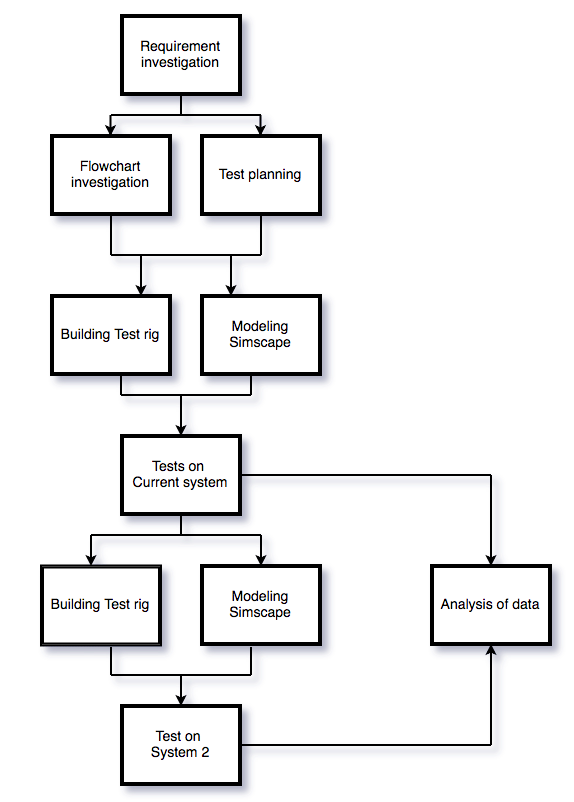 Requirement
investigation
Flowchart
investigation
Test planning
Building Test rig
Modeling
Simscape
Tests on
Current system
Building Test rig
Modeling
Simscape
Analysis of data
Test on
System 2